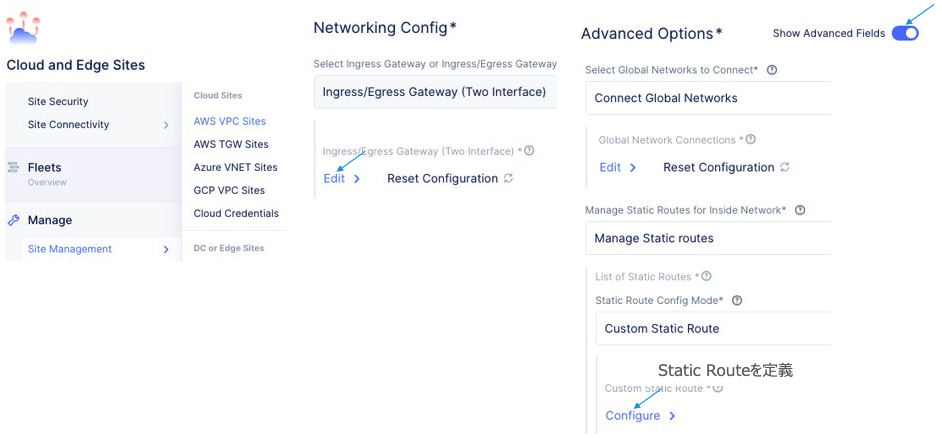 Cloud and Edge Sites
Site Security
Site Connectivity
Fleets
Overview
Manage
Site Management
Cloud Sites
AWS VPC Sites
AWS TGW Sites
Azure VNET Sites
GCP VPC Sites
Cloud Credentials
DC or Edge Sites
Networking Config*
Select Ingress Gateway or Ingress/Egress Gateway
Ingress/Egress Gateway (Two Interface)
Ingress/Egress Gateway (Two Interface) *
Edit
Reset Configuration
Advanced Options*
Show Advanced Fields
Select Global Networks to Connect*
Connect Global Networks
Global Network Connections *
Edit
Reset Configuration
Manage Static Routes for Inside Network*
Manage Static routes
List of Static Routes *
Static Route Config Mode*
Custom Static Route
Static Routeを定義
Custom Static Route *
Configure